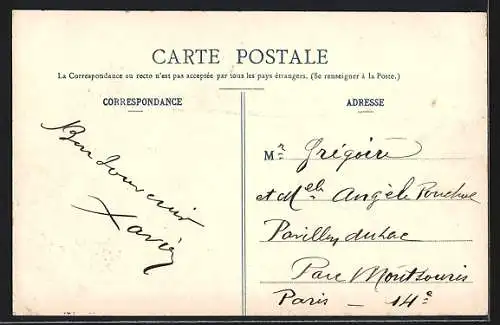 CARTE POSTALE
La Correspondance au recto n'est pas acceptée par tous les pays étrangers. (Se renseigner à la Poste.)
CORRESPONDANCE
Bon Souvenir
Xavier
ADRESSE
Mr Grégoire
et Melle Angèle
Pavillon du Lac
Parc Montsouris
Paris — 14e